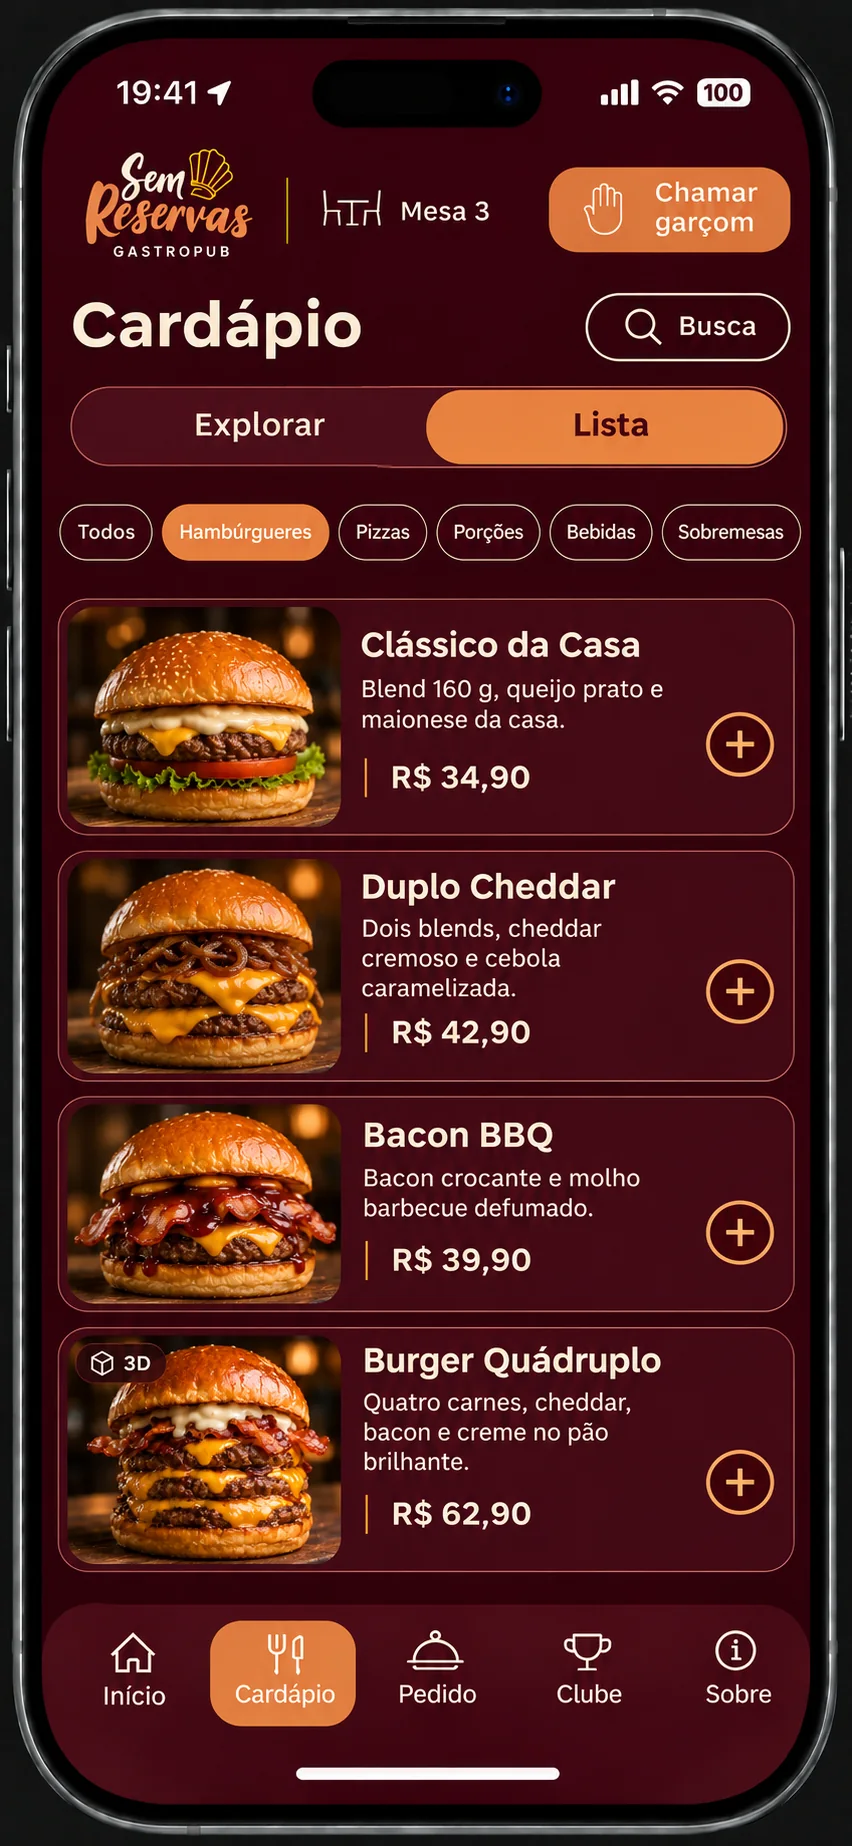 19:41
100
Sem
Reservas
GASTROPUB
Mesa 3
Chamar
garçom
Cardápio
Busca
Explorar
Lista
Todos
Hambúrgueres
Pizzas
Porções
Bebidas
Sobremesas
Clássico da Casa
Blend 160 g, queijo prato e
maionese da casa.
R$ 34,90
Duplo Cheddar
Dois blends, cheddar
cremoso e cebola
caramelizada.
R$ 42,90
Bacon BBQ
Bacon crocante e molho
barbecue defumado.
R$ 39,90
3D
Burger Quádruplo
Quatro carnes, cheddar,
bacon e creme no pão
brilhante.
R$ 62,90
Início
Cardápio
Pedido
Clube
Sobre